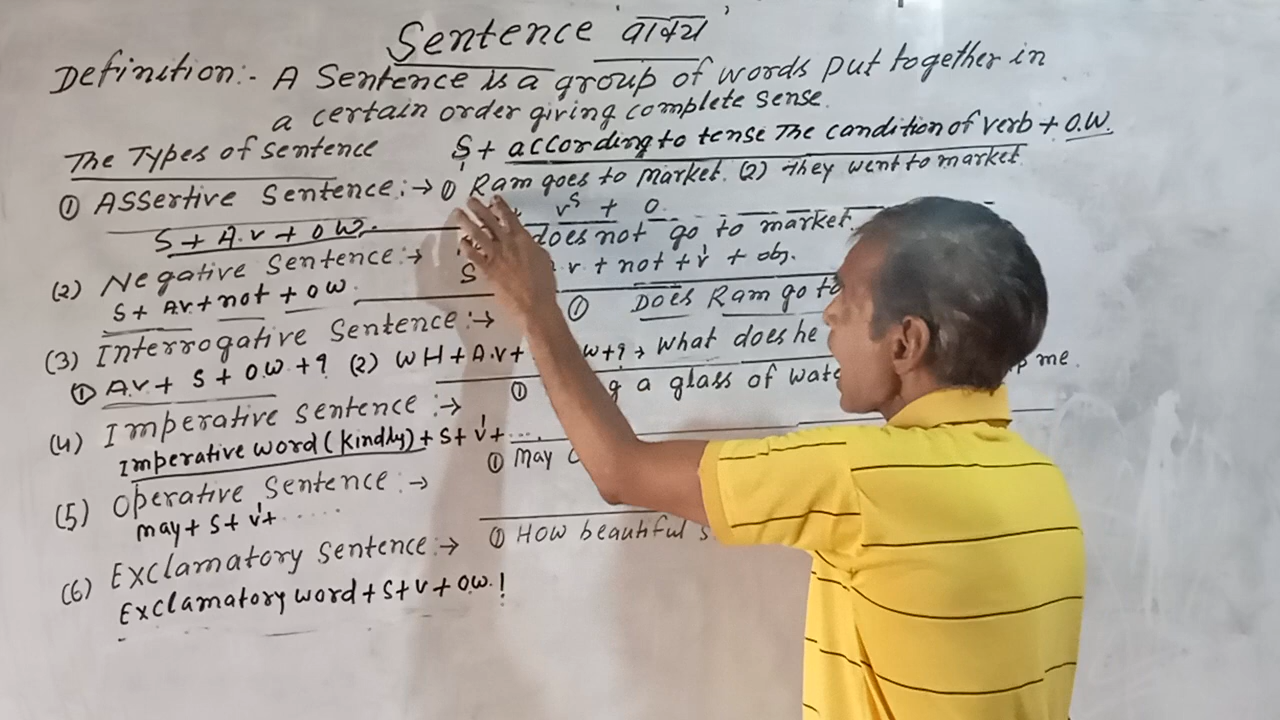 Sentence 'वाक्य'
Definition:- A Sentence is a group of words put together in
a certain order giving complete sense.
The Types of sentence
S + according to tense The condition of verb + O.W.
① Assertive Sentence:→ ① Ram goes to market. (2) They went to market
S + A.V + O W.
v⁵ + O.
(2) Negative Sentence:→ does not go to market.
S + AV + not + O W.
S v + not + v¹ + obj.
(3) Interrogative Sentence:→ ① Does Ram go to
① A.V + S + O.W + ? (2) WH + A.V + w + ? → What does he
(4) Imperative Sentence:→ ① a glass of me.
Imperative word (kindly) + S + v¹ + ....
(5) Operative Sentence:→ ① May
may + S + v¹ + ......
(6) Exclamatory Sentence:→ ① How beautiful
Exclamatory word + S + V + O.W. !